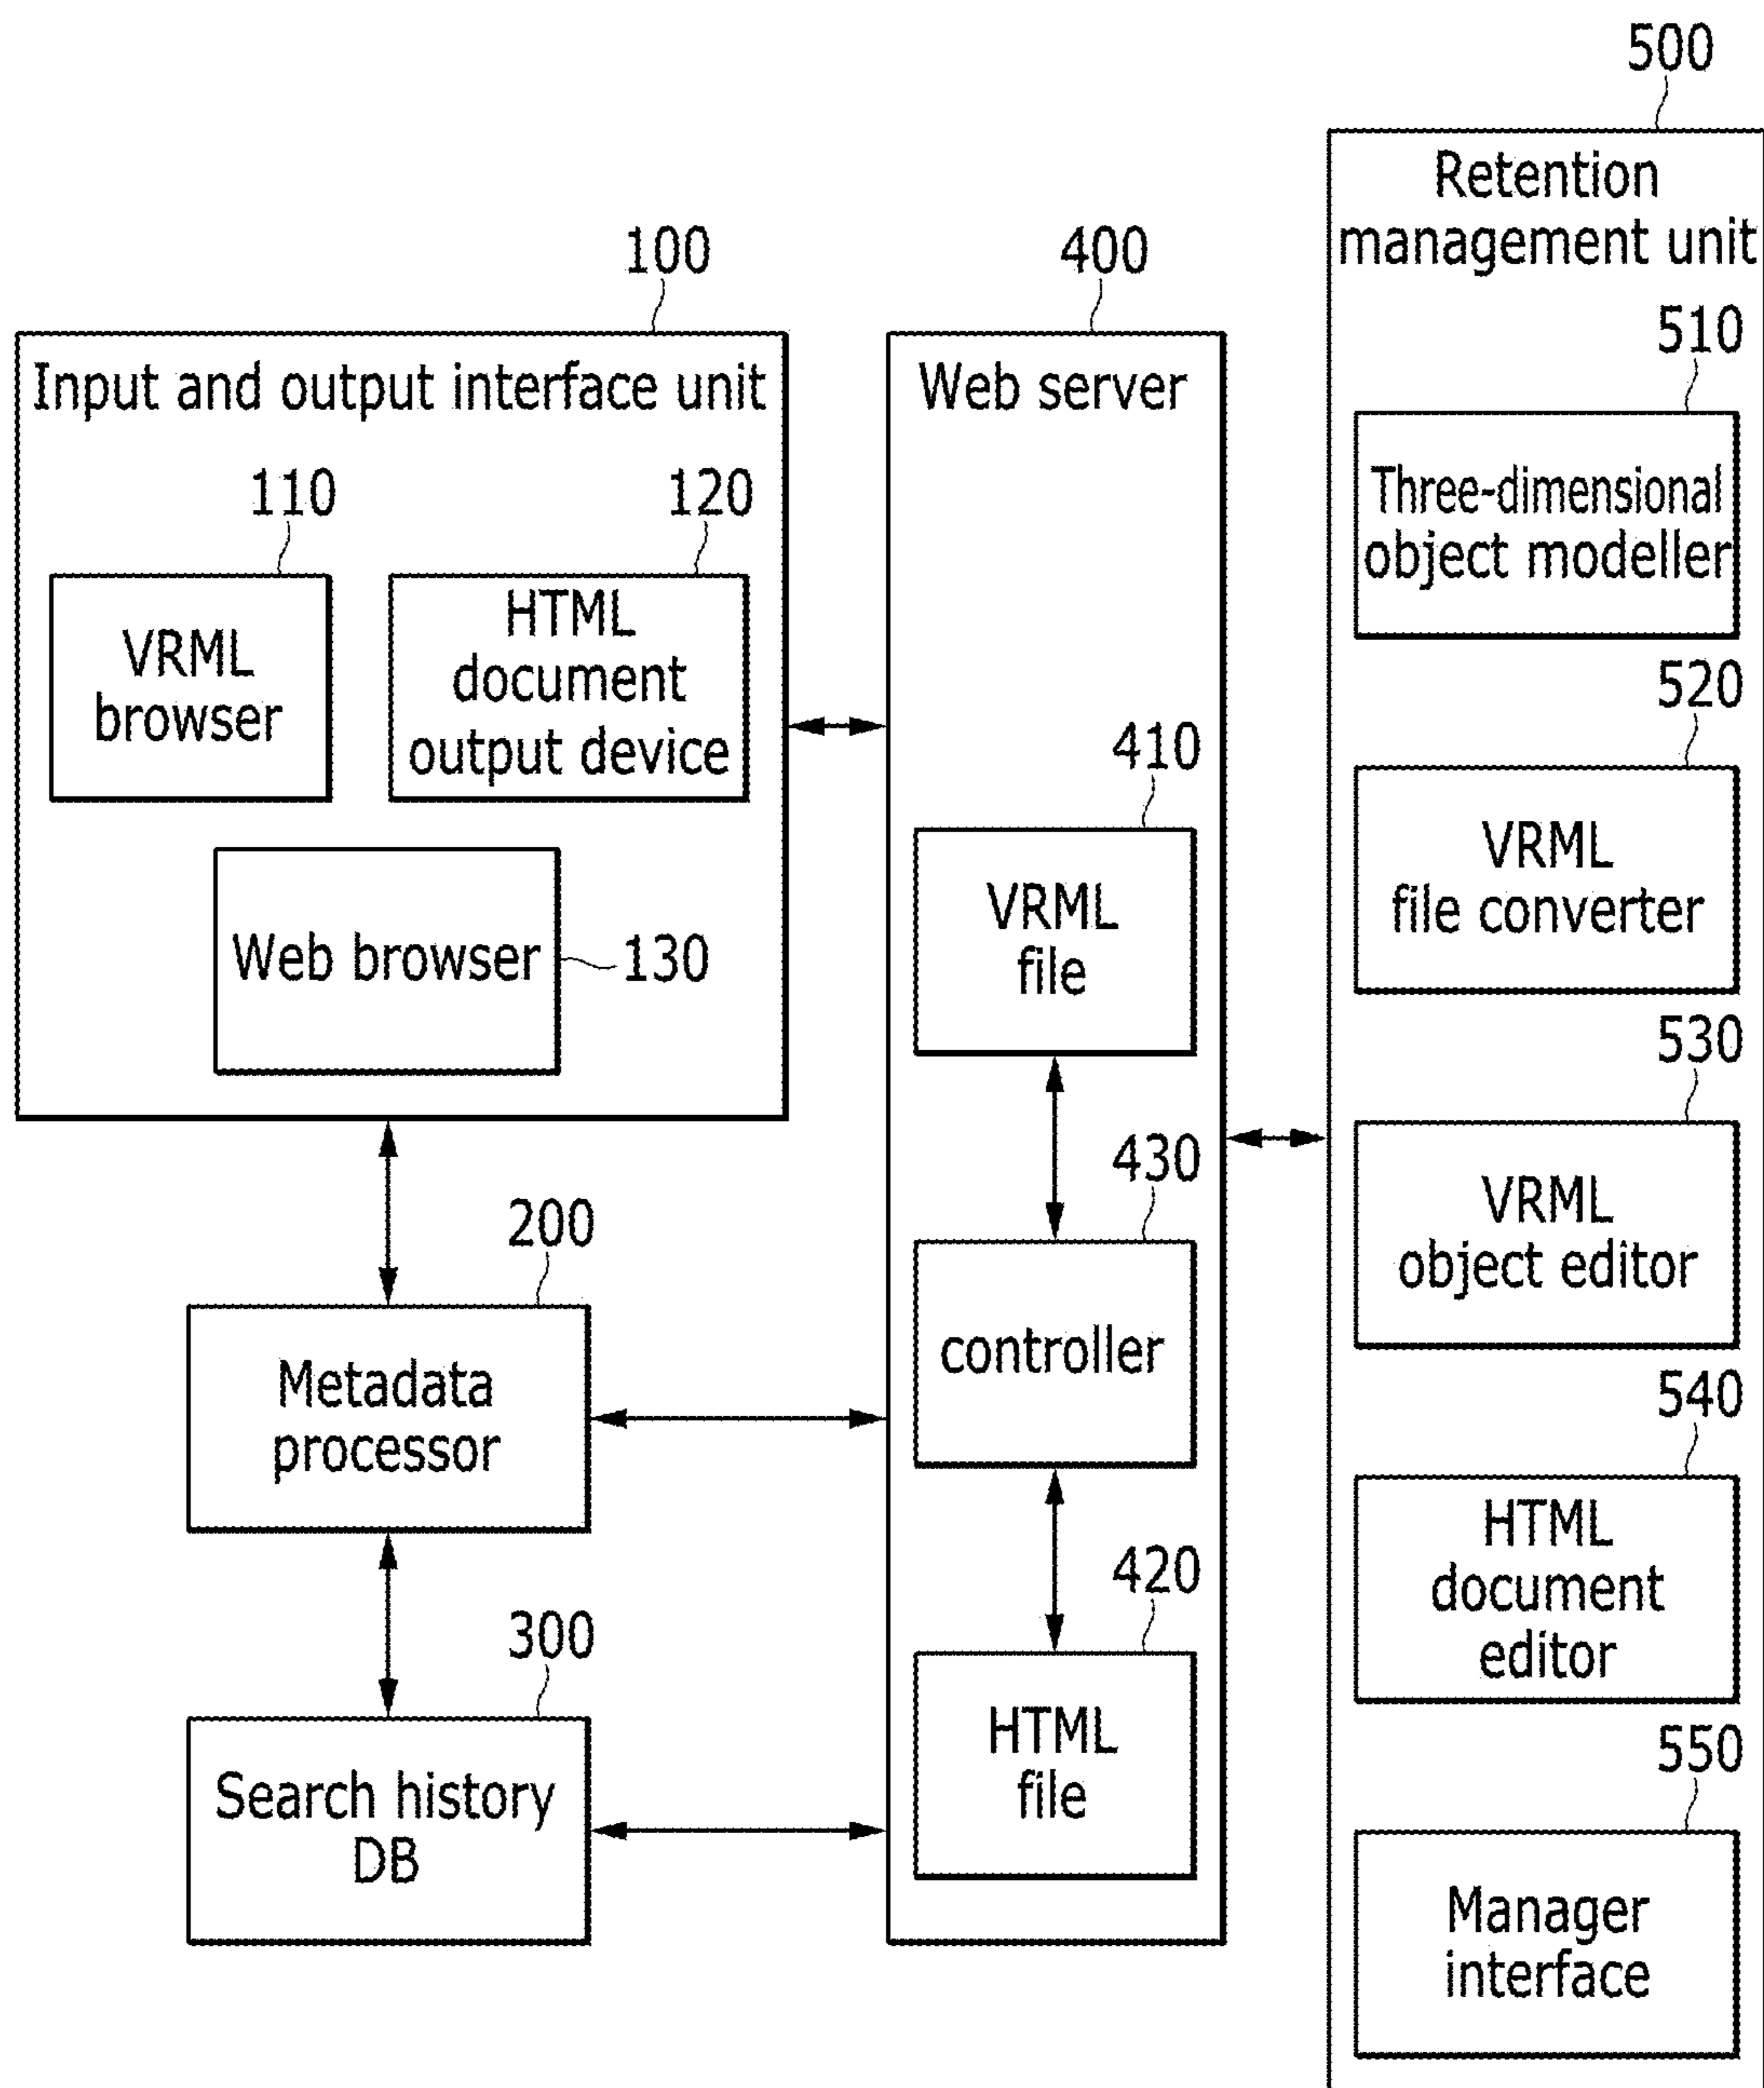 100
Input and output interface unit
110
VRML
browser
120
HTML
document
output device
Web browser
130
200
Metadata
processor
300
Search history
DB
400
Web server
410
VRML
file
430
controller
420
HTML
file
500
Retention
management unit
510
Three-dimensional
object modeller
520
VRML
file converter
530
VRML
object editor
540
HTML
document
editor
550
Manager
interface